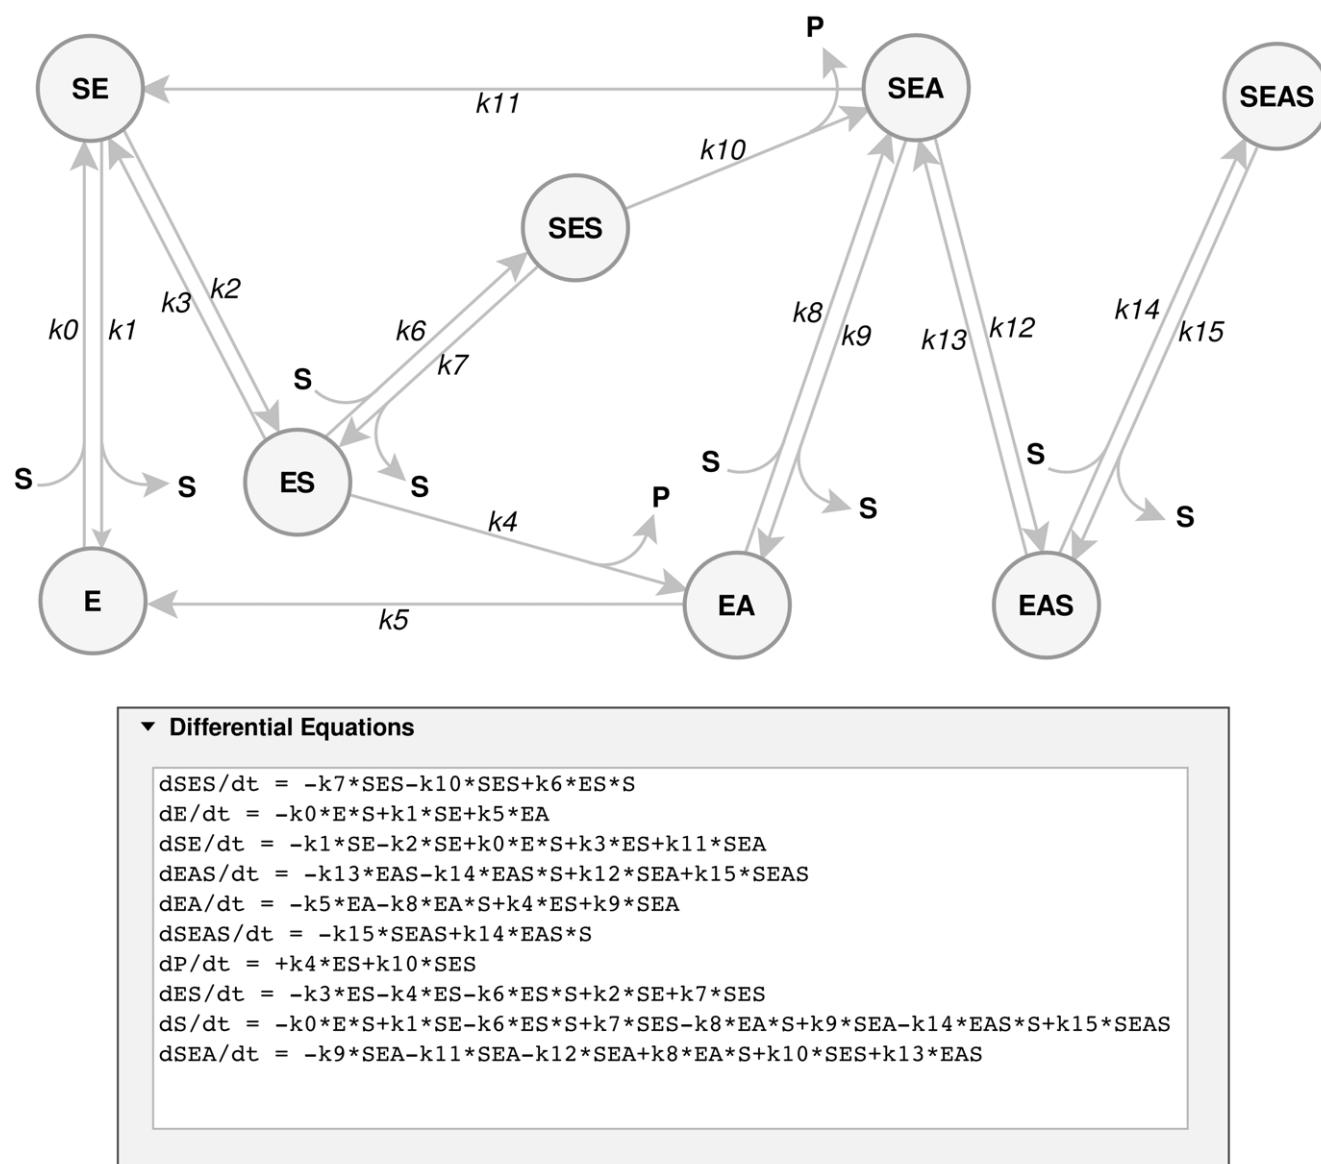 P
SE
SEA
SEAS
k11
k10
SES
k3
k2
k0
k1
k6
k7
k8
k9
k13
k12
k14
k15
S
S
S
S
S
ES
S
P
S
S
S
k4
E
k5
EA
EAS
Differential Equations
dSES/dt = -k7*SES-k10*SES+k6*ES*S
dE/dt = -k0*E*S+k1*SE+k5*EA
dSE/dt = -k1*SE-k2*SE+k0*E*S+k3*ES+k11*SEA
dEAS/dt = -k13*EAS-k14*EAS*S+k12*SEA+k15*SEAS
dEA/dt = -k5*EA-k8*EA*S+k4*ES+k9*SEA
dSEAS/dt = -k15*SEAS+k14*EAS*S
dP/dt = +k4*ES+k10*SES
dES/dt = -k3*ES-k4*ES-k6*ES*S+k2*SE+k7*SES
dS/dt = -k0*E*S+k1*SE-k6*ES*S+k7*SES-k8*EA*S+k9*SEA-k14*EAS*S+k15*SEAS
dSEA/dt = -k9*SEA-k11*SEA-k12*SEA+k8*EA*S+k10*SES+k13*EAS